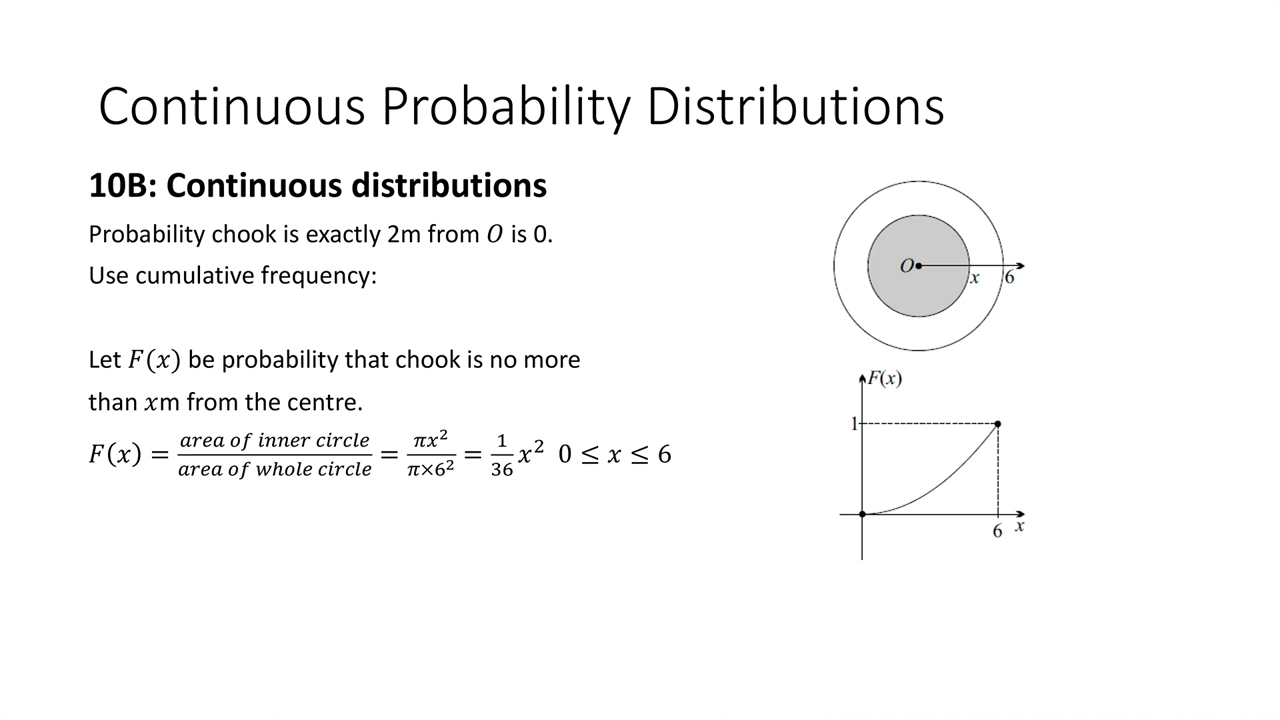 Continuous Probability Distributions
10B: Continuous distributions
Probability chook is exactly 2m from 𝑂 is 0.
Use cumulative frequency:
Let 𝐹(𝑥) be probability that chook is no more
than 𝑥m from the centre.
𝐹(𝑥) = 𝑎𝑟𝑒𝑎 𝑜𝑓 𝑖𝑛𝑛𝑒𝑟 𝑐𝑖𝑟𝑐𝑙𝑒 / 𝑎𝑟𝑒𝑎 𝑜𝑓 𝑤ℎ𝑜𝑙𝑒 𝑐𝑖𝑟𝑐𝑙𝑒 = 𝜋𝑥² / 𝜋×6² = 1/36 𝑥² 0 ≤ 𝑥 ≤ 6
O x 6
F(x)
1
6 x